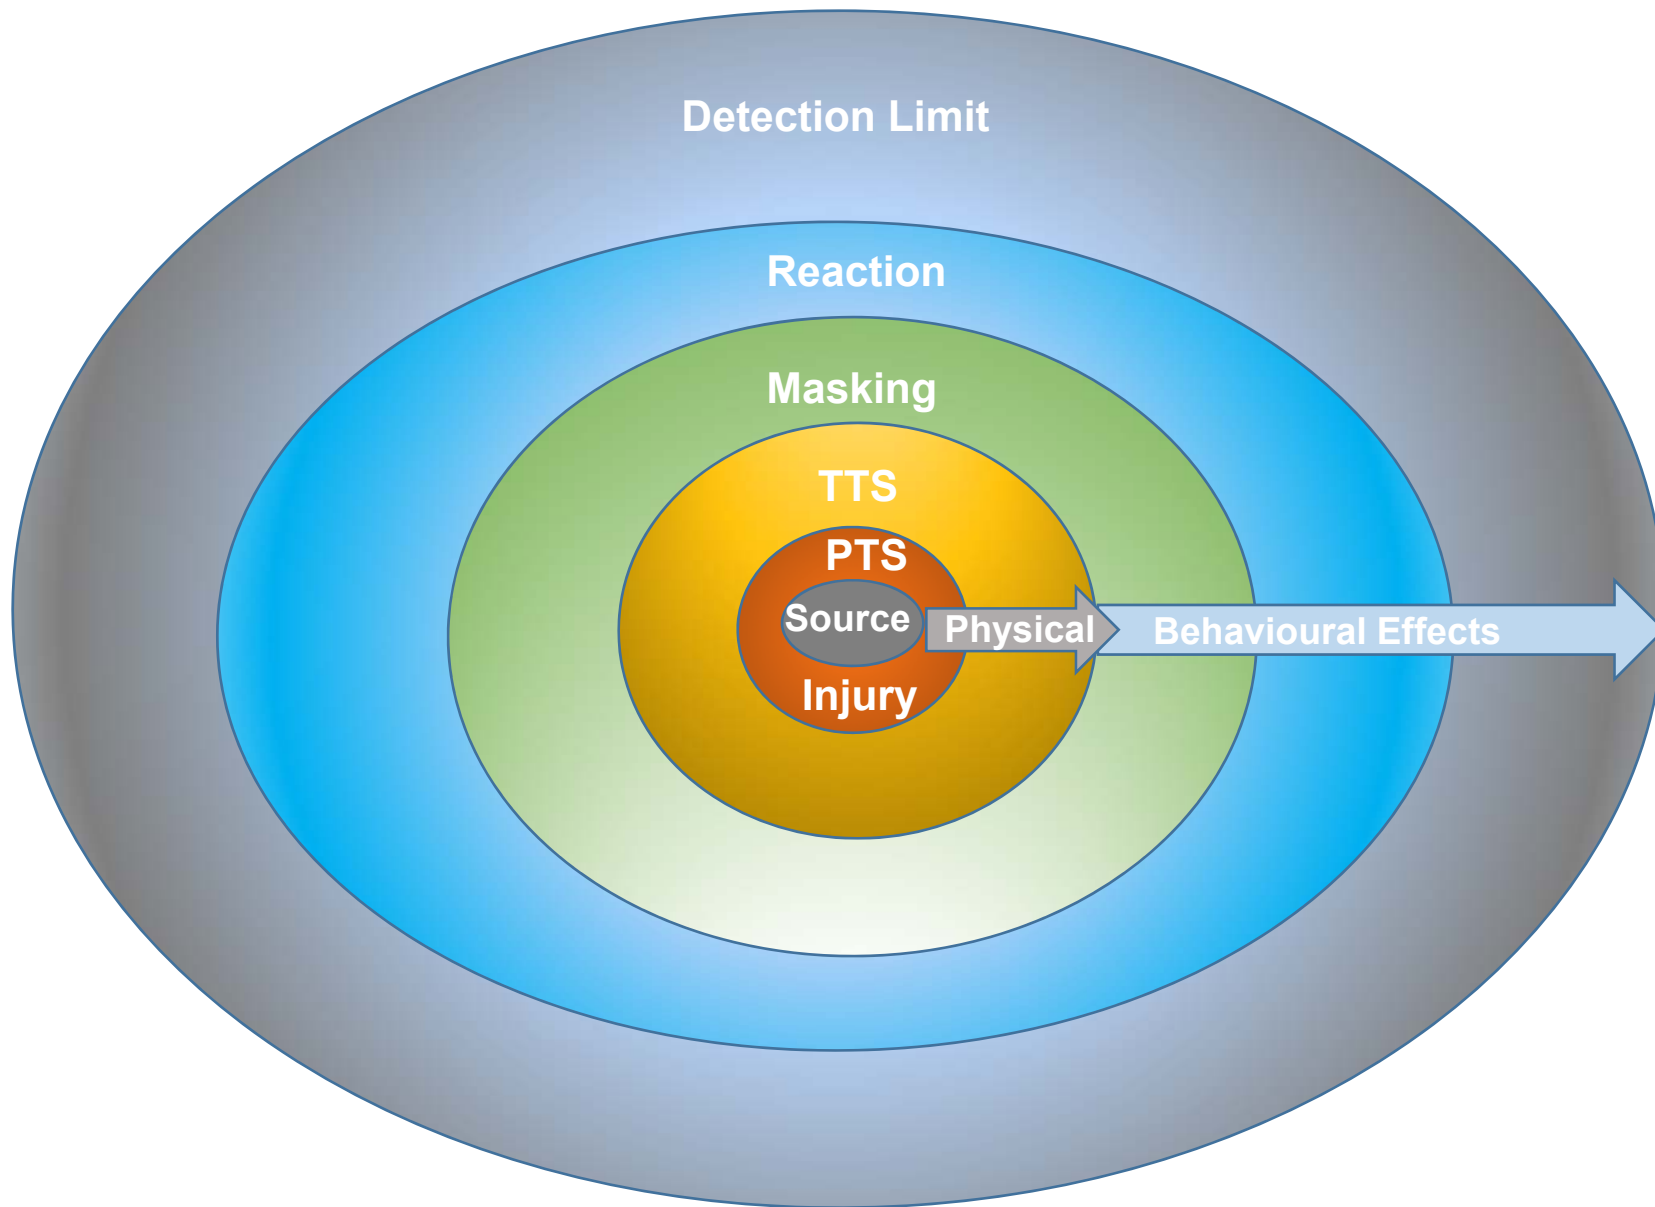 Detection Limit
Reaction
Masking
TTS
PTS
Source
Physical
Behavioural Effects
Injury